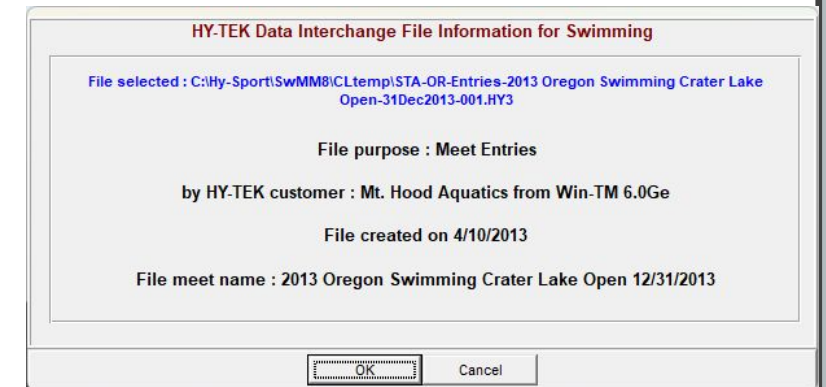 HY-TEK Data Interchange File Information for Swimming
File selected : C:\Hy-Sport\SwMM8\CLtemp\STA-OR-Entries-2013 Oregon Swimming Crater Lake
Open-31Dec2013-001.HY3
File purpose : Meet Entries
by HY-TEK customer : Mt. Hood Aquatics from Win-TM 6.0Ge
File created on 4/10/2013
File meet name : 2013 Oregon Swimming Crater Lake Open 12/31/2013
OK Cancel